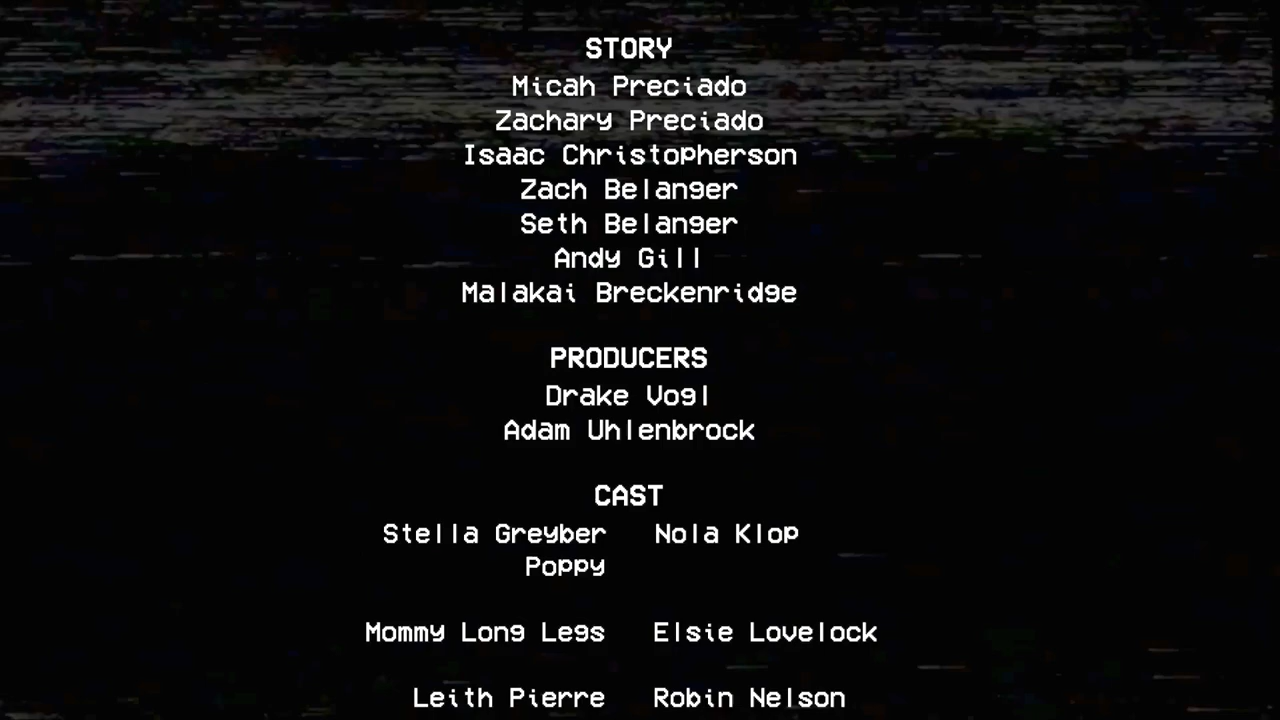 STORY
Micah Preciado
Zachary Preciado
Isaac Christopherson
Zach Belanger
Seth Belanger
Andy Gill
Malakai Breckenridge
PRODUCERS
Drake Vogl
Adam Uhlenbrock
CAST
Stella Greyber Nola Klop
Poppy
Mommy Long Legs Elsie Lovelock
Leith Pierre Robin Nelson